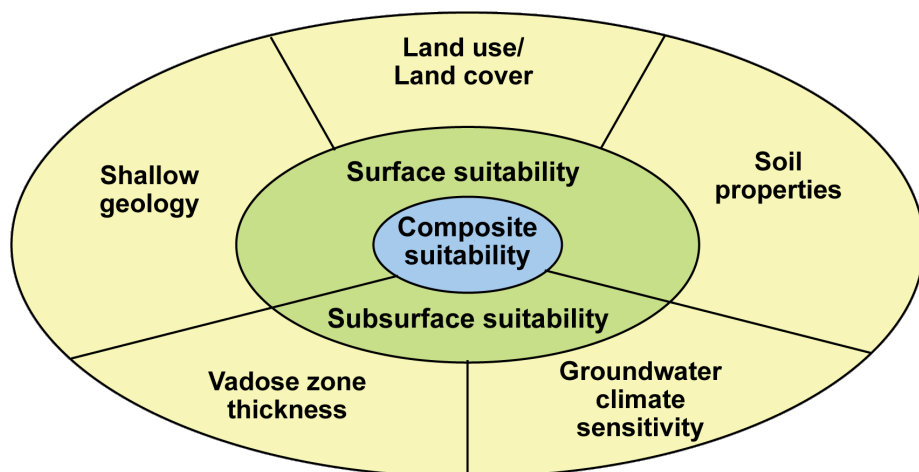 Land use/
Land cover
Shallow
geology
Surface suitability
Soil
properties
Composite
suitability
Subsurface suitability
Vadose zone
thickness
Groundwater
climate
sensitivity